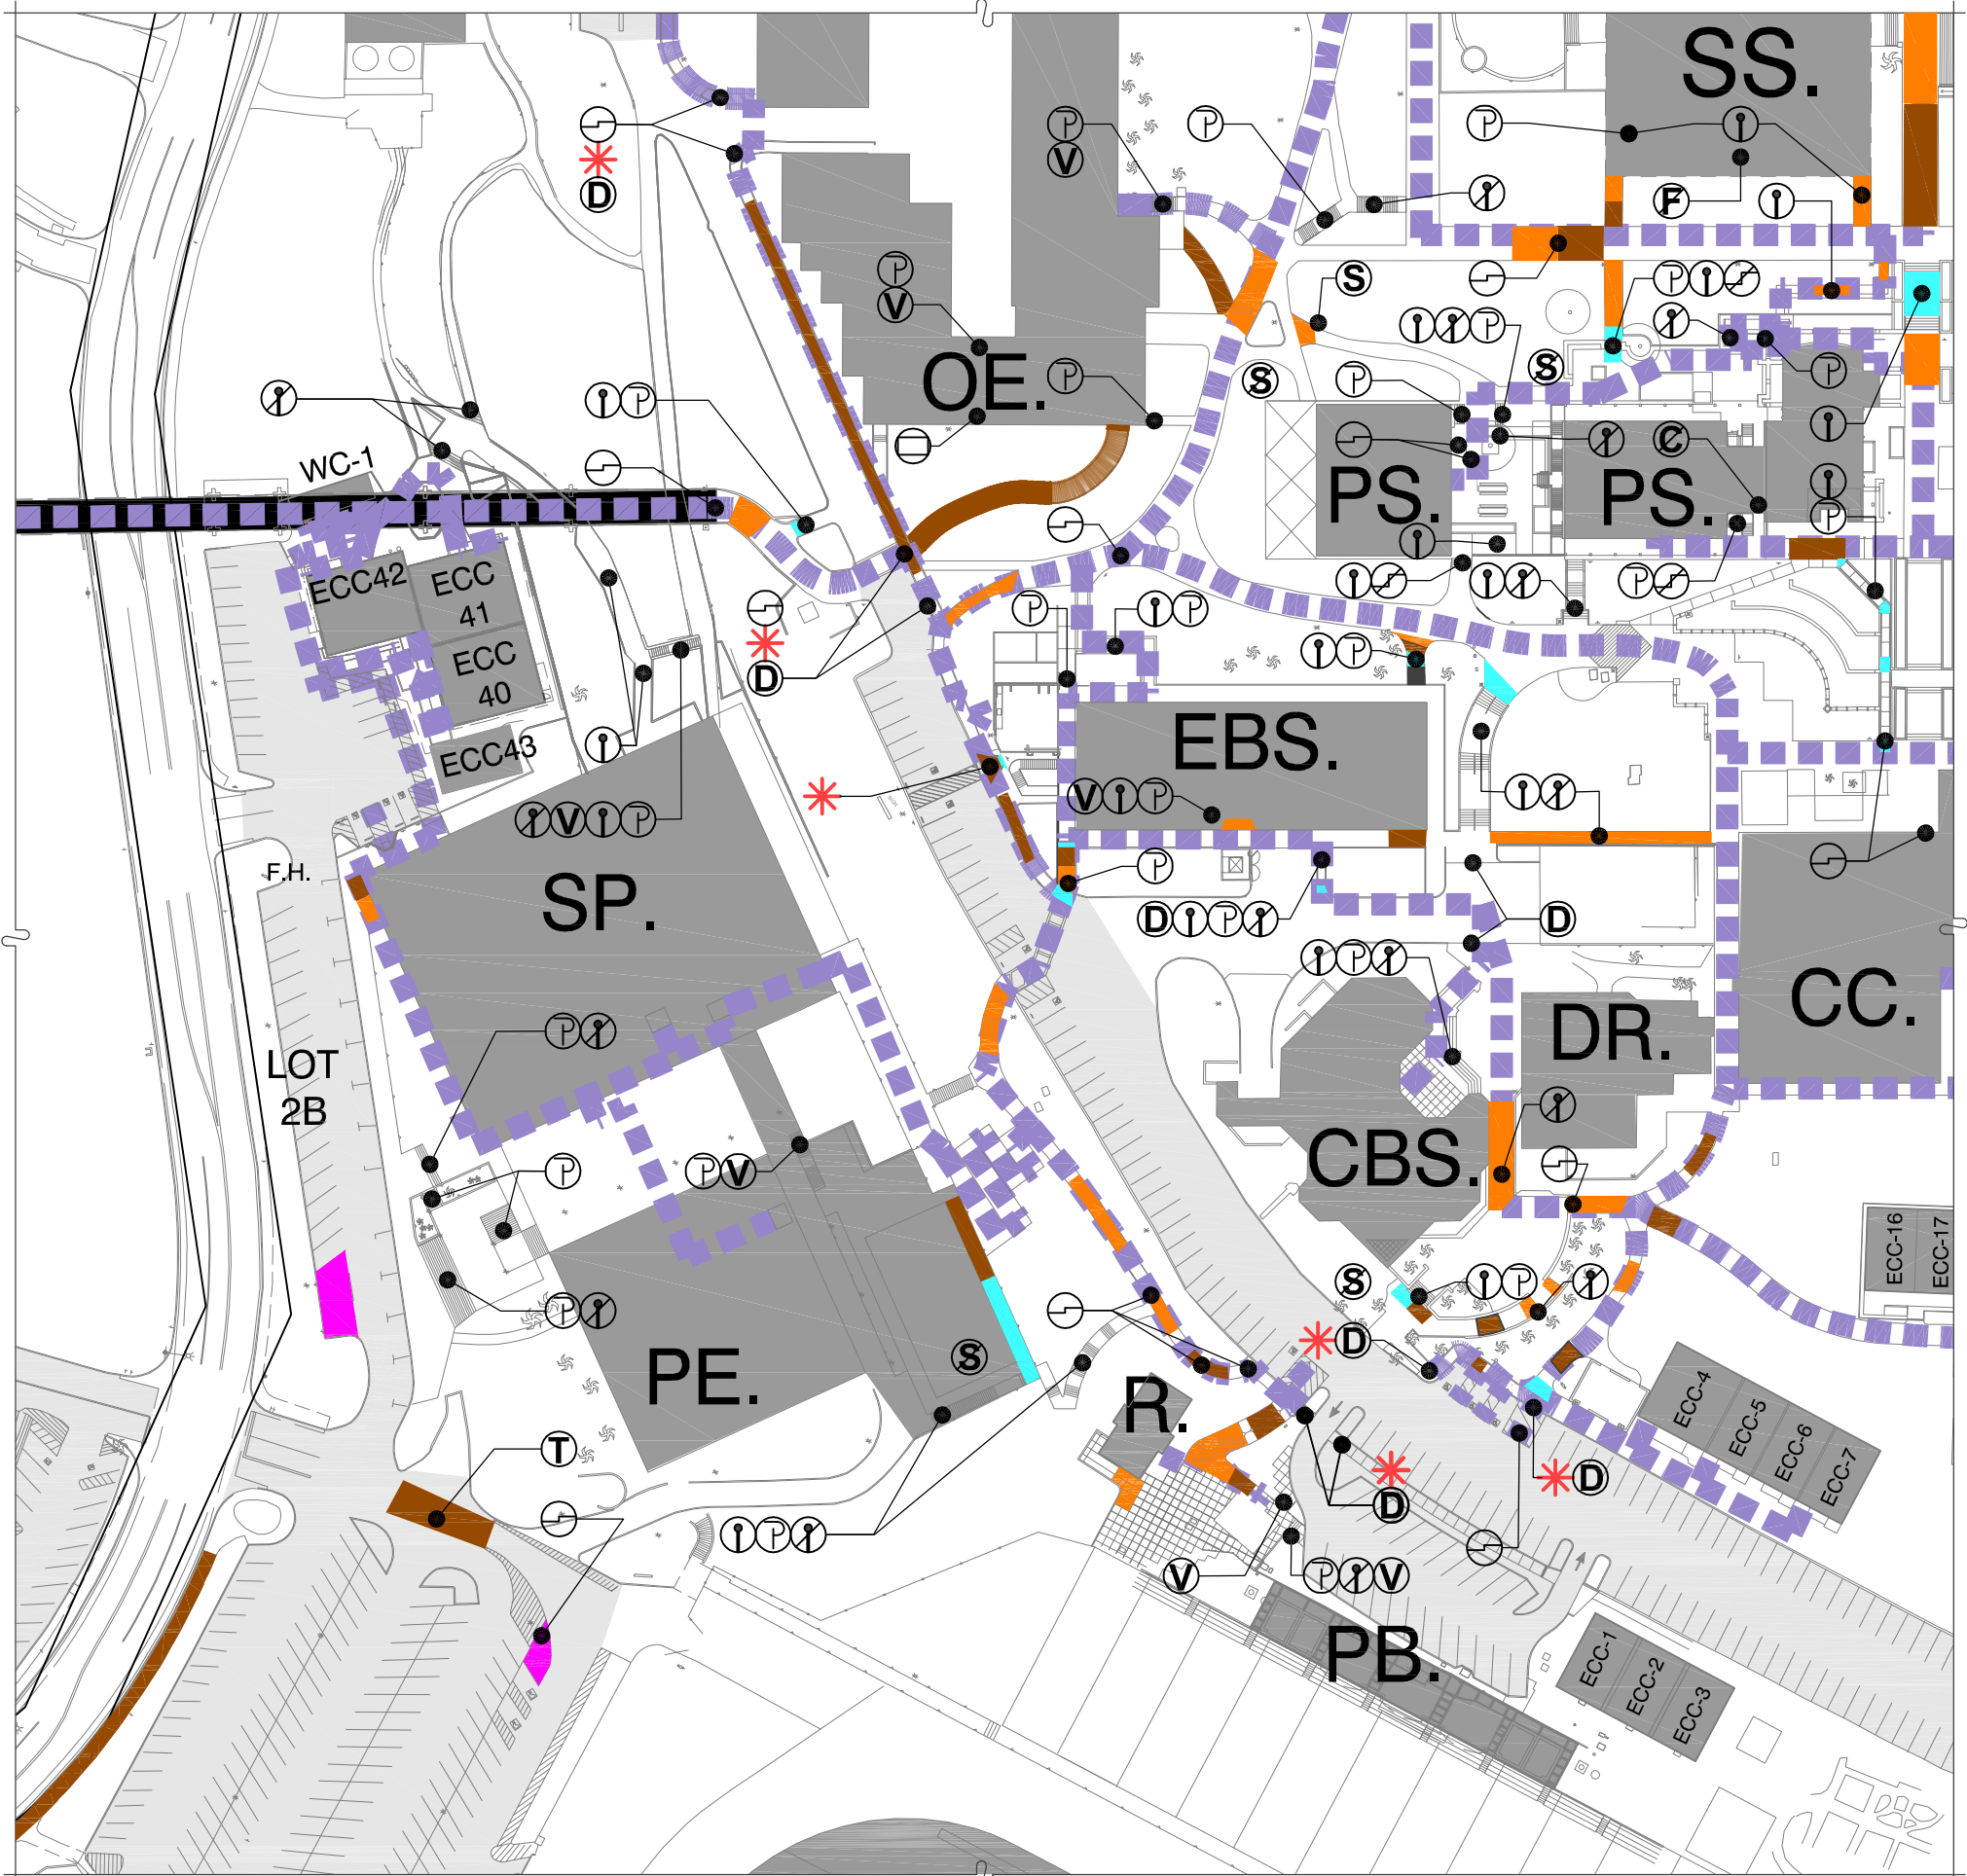 SS.
D
V
F
S
V
OE.
S
S
WC-1
PS.
PS.
C
ECC42
ECC
41
ECC
40
D
ECC43
EBS.
V
V
F.H.
SP.
D
D
CC.
LOT
2B
DR.
CBS.
V
ECC-16
ECC-17
S
D
S
PE.
R.
T
D
D
ECC-4
ECC-5
ECC-6
ECC-7
V
V
PB.
ECC-1
ECC-2
ECC-3